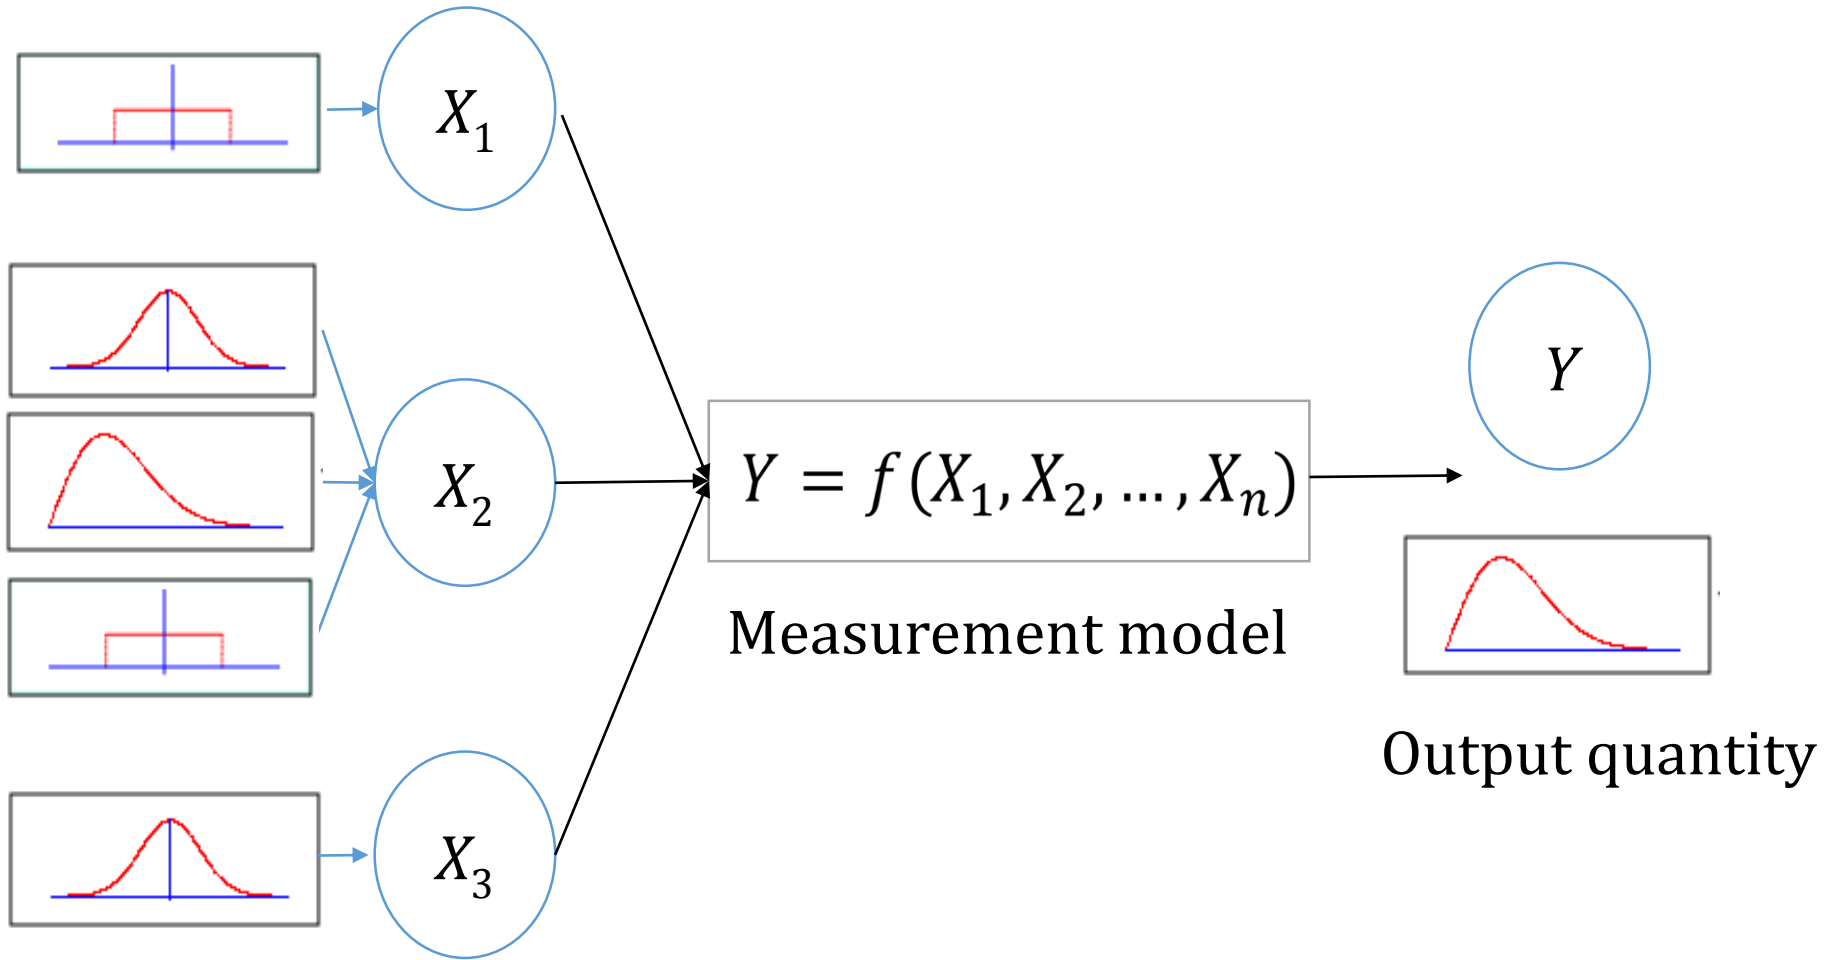 X₁
X₂
X₃
Y = f(X₁, X₂, ..., Xₙ)
Measurement model
Y
Output quantity